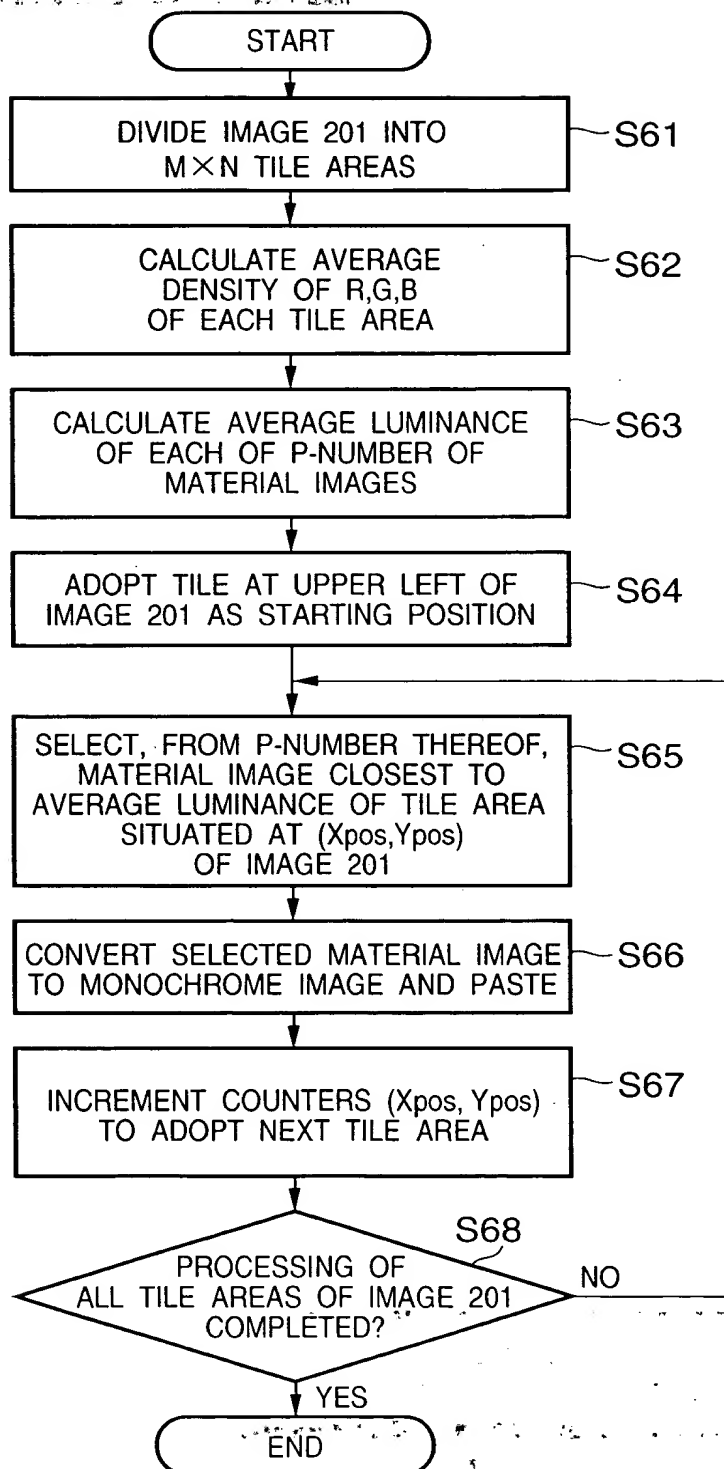 START
DIVIDE IMAGE 201 INTO
M×N TILE AREAS
S61
CALCULATE AVERAGE
DENSITY OF R,G,B
OF EACH TILE AREA
S62
CALCULATE AVERAGE LUMINANCE
OF EACH OF P-NUMBER OF
MATERIAL IMAGES
S63
ADOPT TILE AT UPPER LEFT OF
IMAGE 201 AS STARTING POSITION
S64
SELECT, FROM P-NUMBER THEREOF,
MATERIAL IMAGE CLOSEST TO
AVERAGE LUMINANCE OF TILE AREA
SITUATED AT (Xpos,Ypos)
OF IMAGE 201
S65
CONVERT SELECTED MATERIAL IMAGE
TO MONOCHROME IMAGE AND PASTE
S66
INCREMENT COUNTERS (Xpos, Ypos)
TO ADOPT NEXT TILE AREA
S67
S68
PROCESSING OF
ALL TILE AREAS OF IMAGE 201
COMPLETED?
NO
YES
END